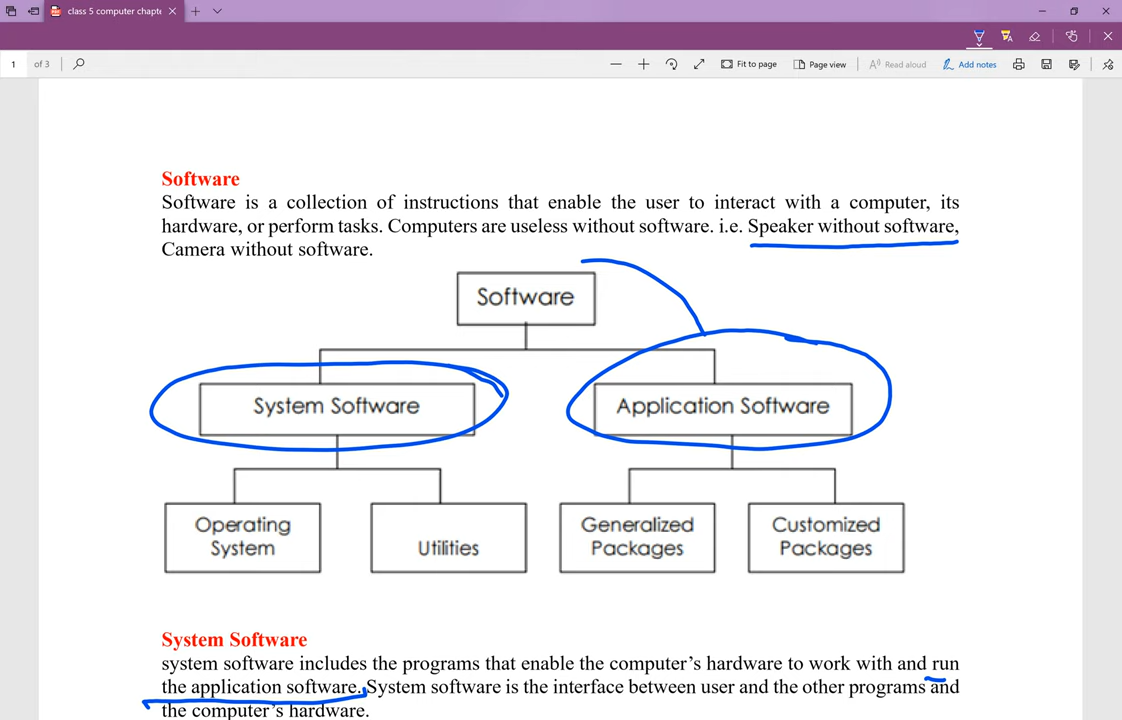 class 5 computer chapte
1 of 3 Fit to page Page view Read aloud Add notes
Software
Software is a collection of instructions that enable the user to interact with a computer, its
hardware, or perform tasks. Computers are useless without software. i.e. Speaker without software,
Camera without software.
Software
System Software
Application Software
Operating
System
Utilities
Generalized
Packages
Customized
Packages
System Software
system software includes the programs that enable the computer’s hardware to work with and run
the application software. System software is the interface between user and the other programs and
the computer’s hardware.